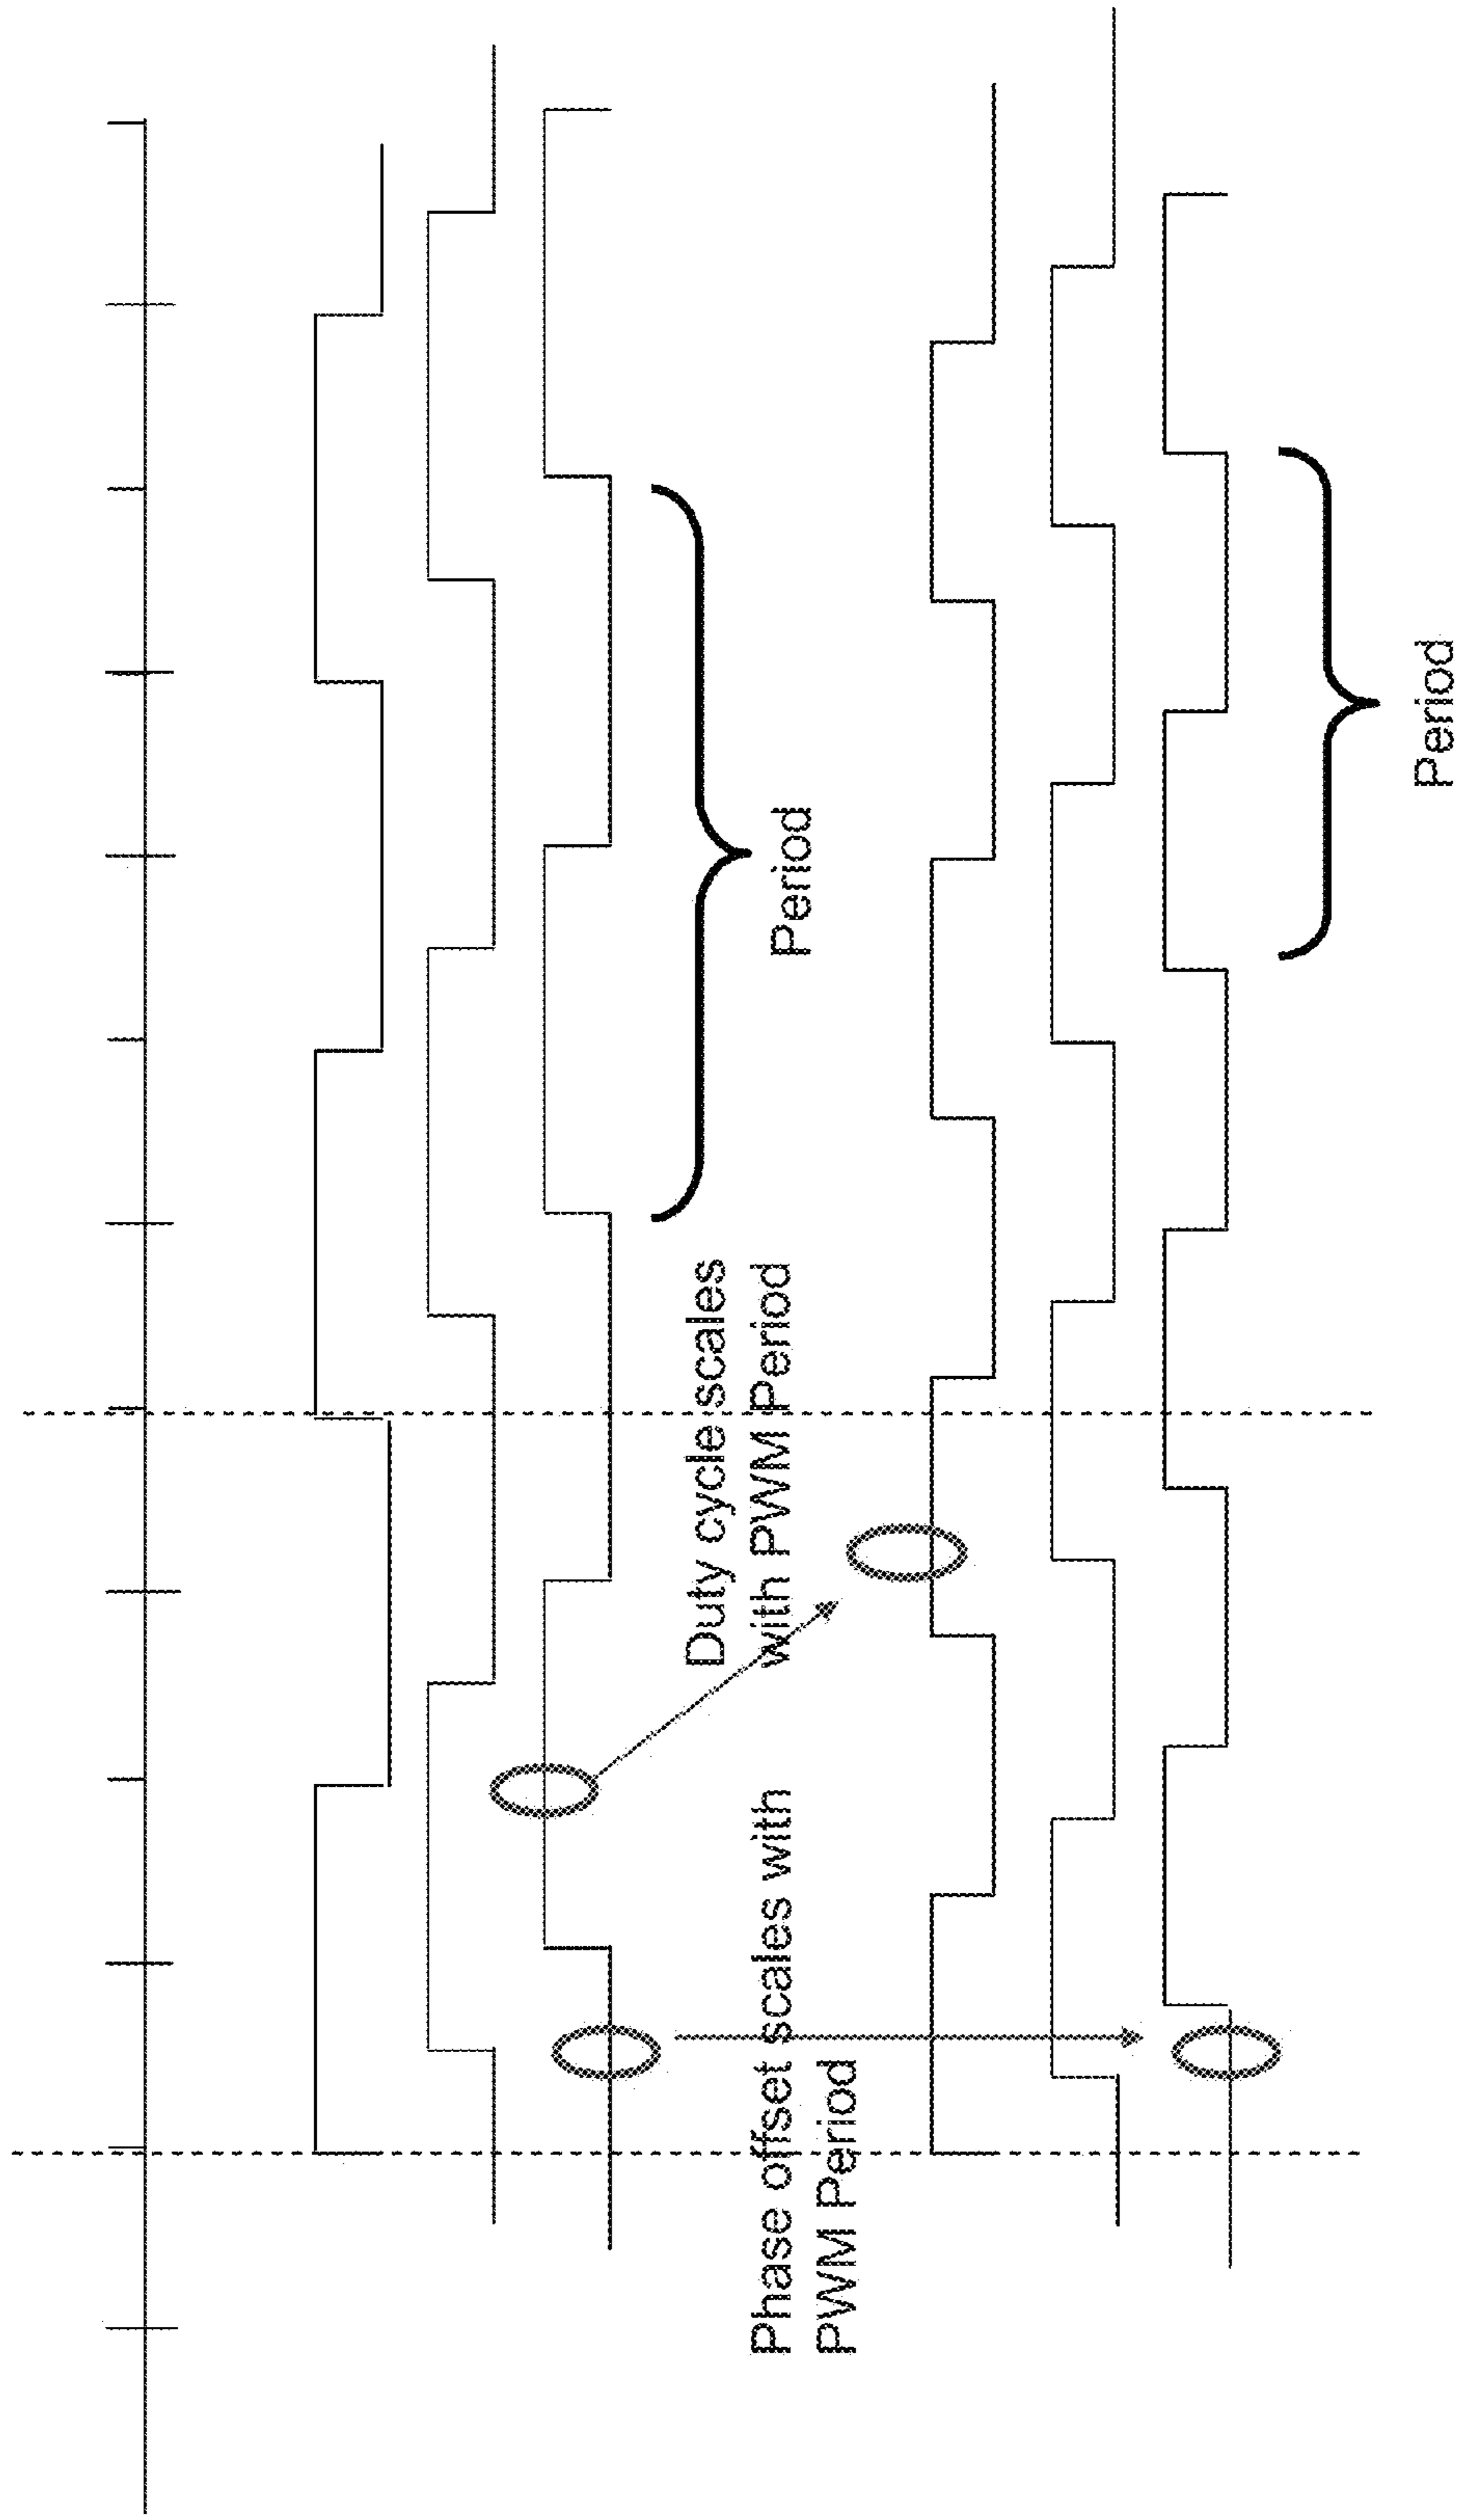 Duty cycle scales
with PWM Period
Period
Phase offset scales with
PWM Period
Period